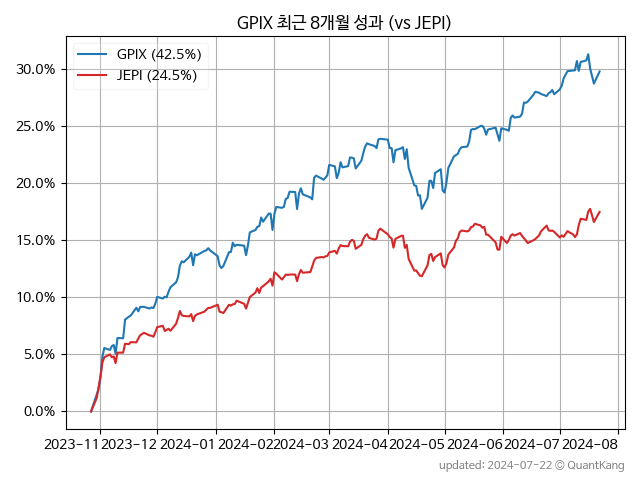 GPIX 최근 8개월 성과 (vs JEPI)
GPIX (42.5%)
JEPI (24.5%)
30.0%
25.0%
20.0%
15.0%
10.0%
5.0%
0.0%
2023-11 2023-12 2024-01 2024-02 2024-03 2024-04 2024-05 2024-06 2024-07 2024-08
updated: 2024-07-22 © QuantKang